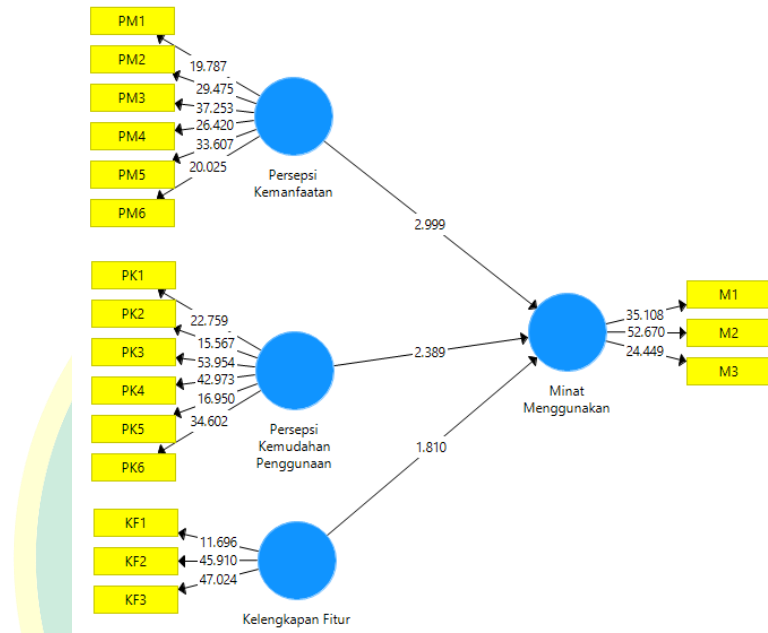 PM1
PM2
PM3
PM4
PM5
PM6
19.787
29.475
37.253
26.420
33.607
20.025
Persepsi
Kemanfaatan
2.999
PK1
PK2
PK3
PK4
PK5
PK6
22.759
15.567
53.954
42.973
16.950
34.602
Persepsi
Kemudahan
Penggunaan
2.389
KF1
KF2
KF3
11.696
45.910
47.024
Kelengkapan Fitur
1.810
Minat
Menggunakan
35.108
52.670
24.449
M1
M2
M3